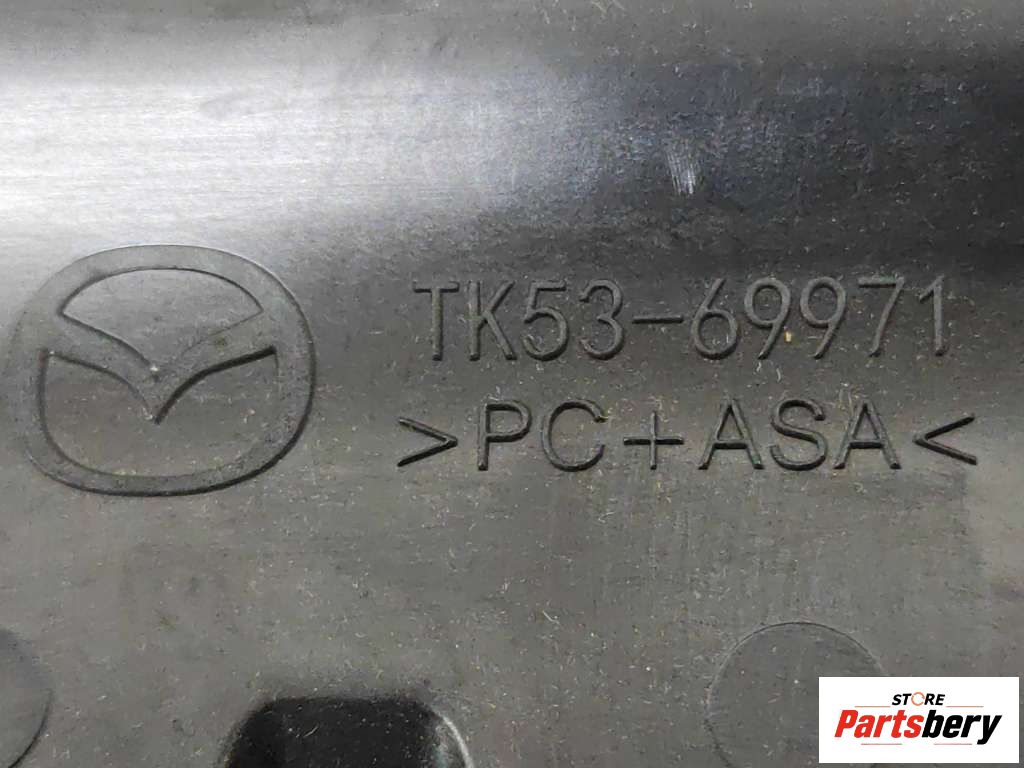 TK53-69971
>PC+ASA<
STORE
Partsbery